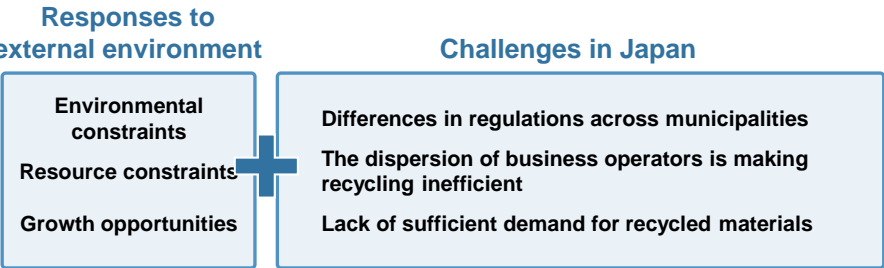 Responses to
external environment
Challenges in Japan
Environmental
constraints
Resource constraints
Growth opportunities
Differences in regulations across municipalities
The dispersion of business operators is making
recycling inefficient
Lack of sufficient demand for recycled materials